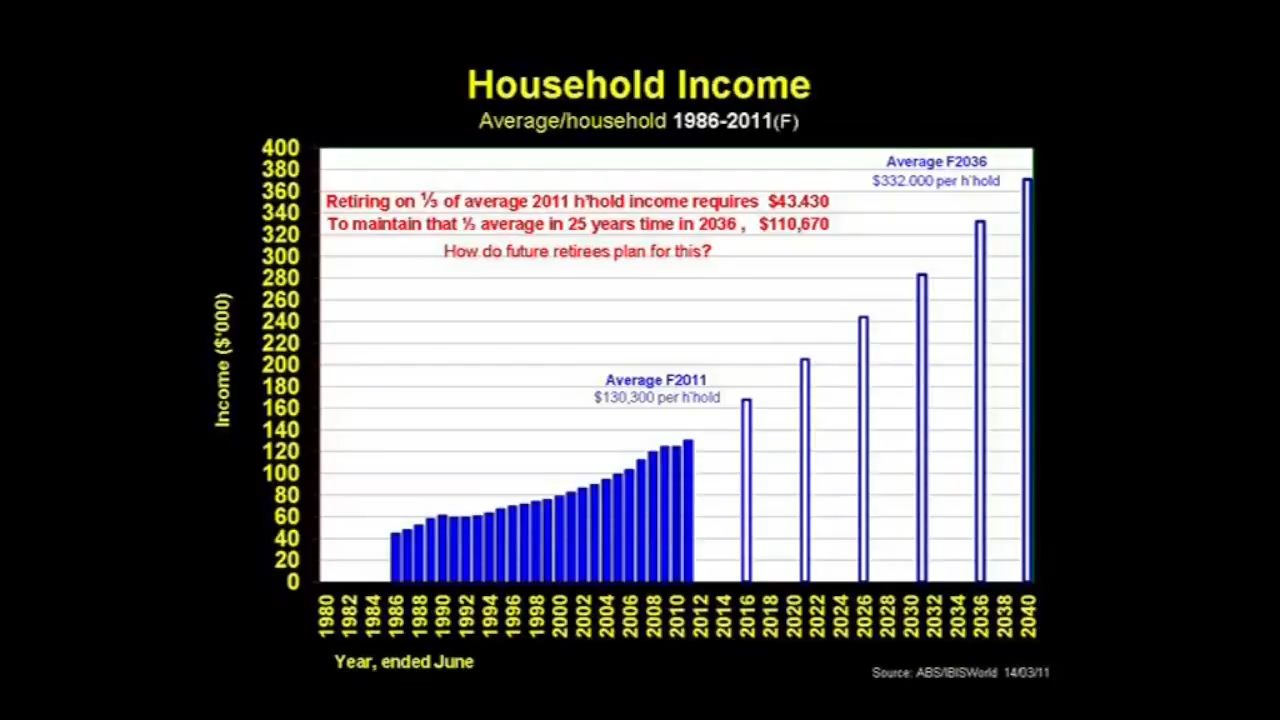 Household Income
Average/household 1986-2011(F)
400
380
360
340
320
300
280
260
240
220
200
180
160
140
120
100
80
60
40
20
0
Income ($'000)
Average F2036
$332.000 per h'hold
Retiring on ⅓ of average 2011 h'hold income requires $43.430
To maintain that ⅓ average in 25 years time in 2036 , $110,670
How do future retirees plan for this?
Average F2011
$130,300 per h'hold
1980 1982 1984 1986 1988 1990 1992 1994 1996 1998 2000 2002 2004 2006 2008 2010 2012 2014 2016 2018 2020 2022 2024 2026 2028 2030 2032 2034 2036 2038 2040
Year, ended June
Source: ABS/IBISWorld 14/03/11